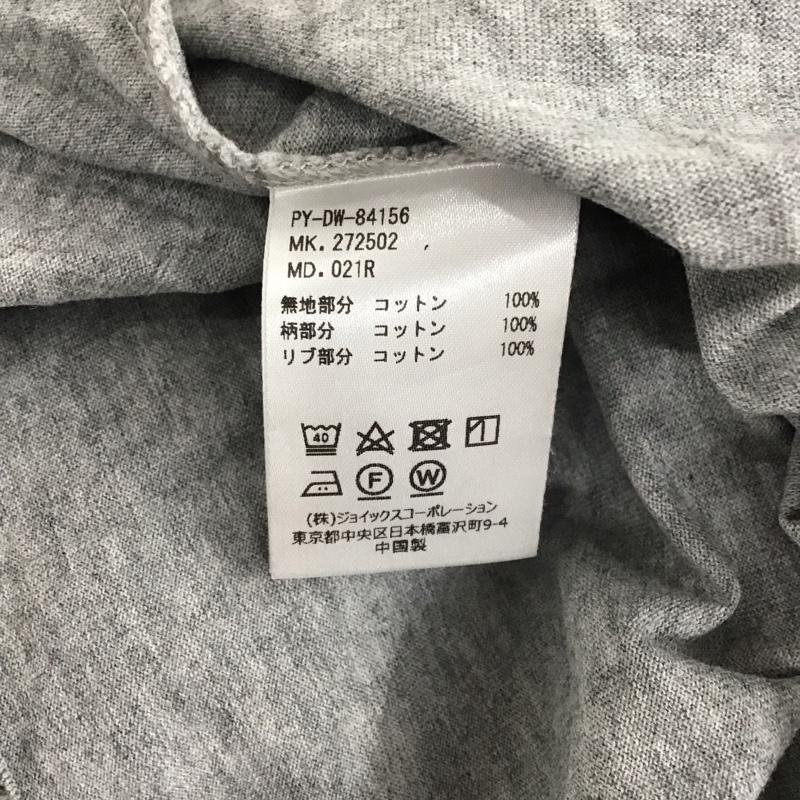 PY-DW-84156
MK. 272502
MD. 021R
無地部分 コットン 100%
柄部分 コットン 100%
リブ部分 コットン 100%
40
F W
(株)ジョイックスコーポレーション
東京都中央区日本橋富沢町9-4
中国製